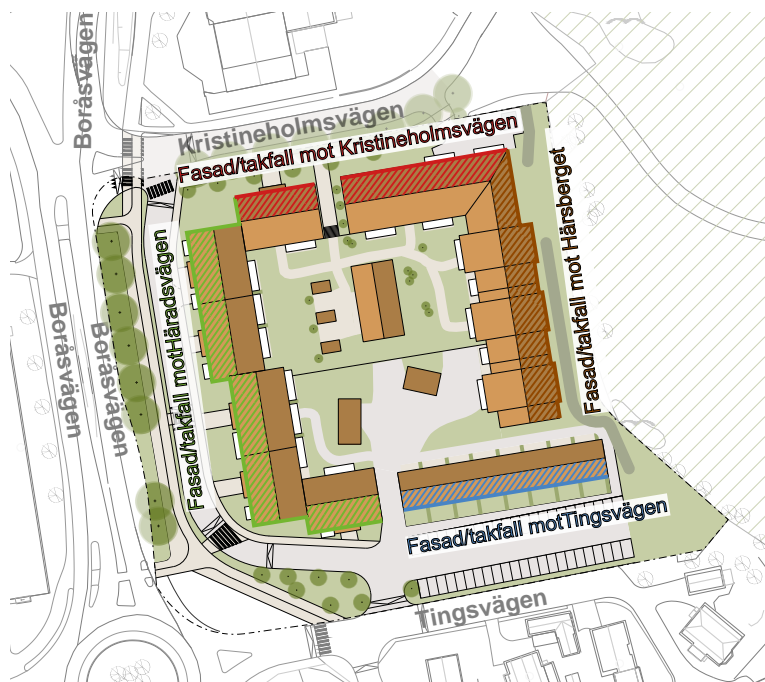 Boråsvägen
Kristineholmsvägen
Fasad/takfall mot Kristineholmsvägen
Fasad/takfall motHäradsvägen
Fasad/takfall mot Härsberget
Boråsvägen
Boråsvägen
Fasad/takfall motTingsvägen
Tingsvägen